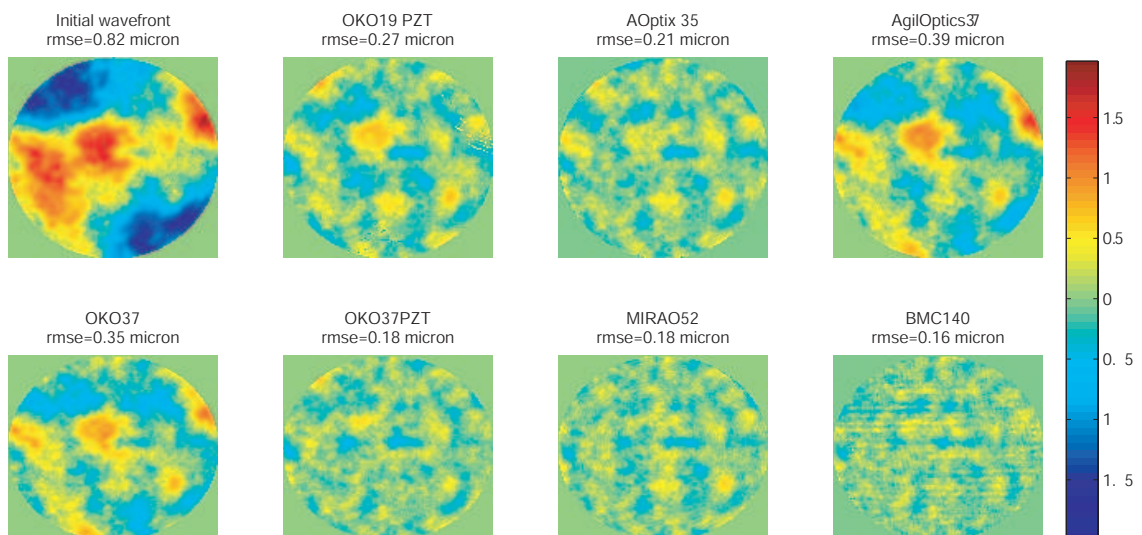 Initial wavefront
rmse=0.82 micron
OKO19 PZT
rmse=0.27 micron
AOptix 35
rmse=0.21 micron
AgilOptics37
rmse=0.39 micron
1.5
1
0.5
0
0. 5
1
1. 5
OKO37
rmse=0.35 micron
OKO37PZT
rmse=0.18 micron
MIRAO52
rmse=0.18 micron
BMC140
rmse=0.16 micron